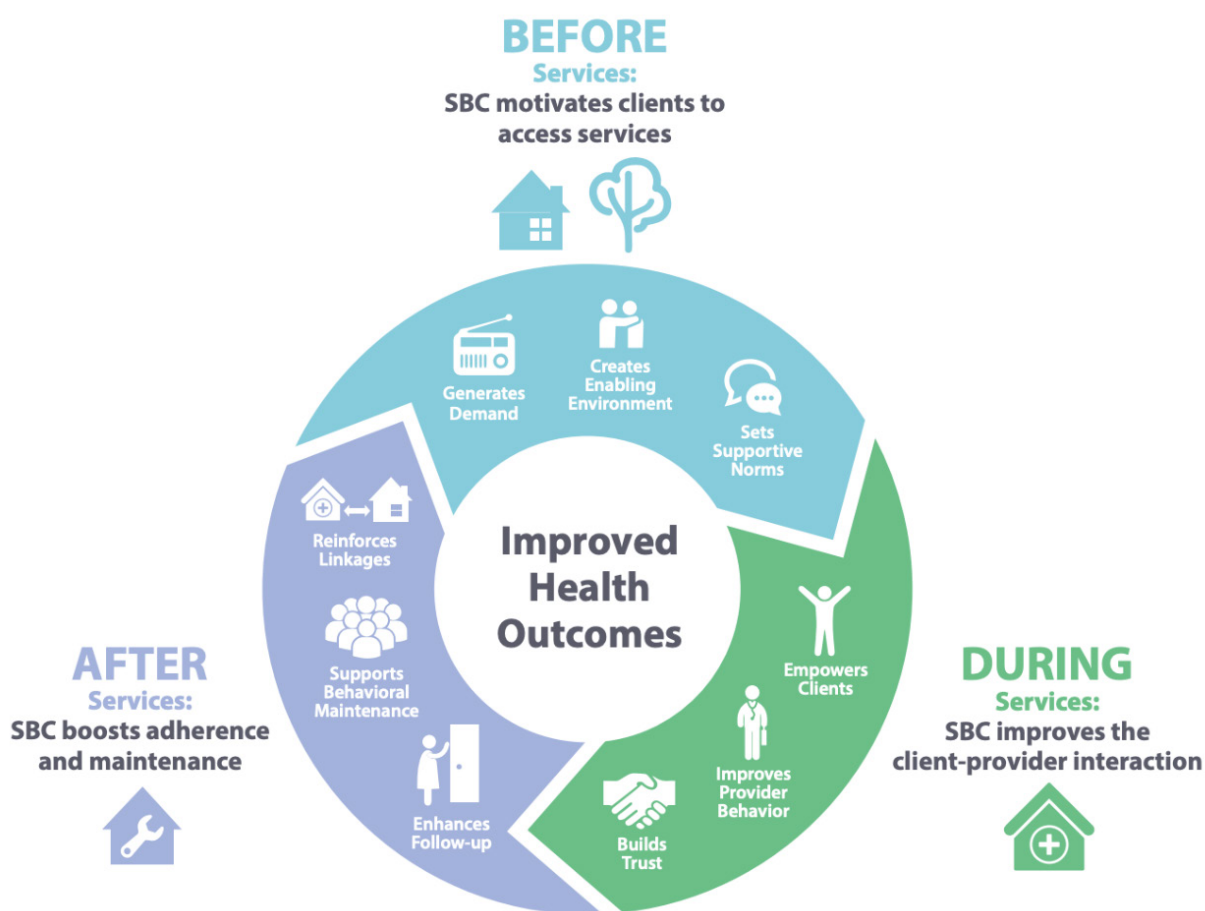 BEFORE
Services:
SBC motivates clients to
access services
Generates
Demand
Creates
Enabling
Environment
Sets
Supportive
Norms
Improved
Health
Outcomes
Empowers
Clients
Improves
Provider
Behavior
Builds
Trust
DURING
Services:
SBC improves the
client-provider interaction
Enhances
Follow-up
Supports
Behavioral
Maintenance
Reinforces
Linkages
AFTER
Services:
SBC boosts adherence
and maintenance